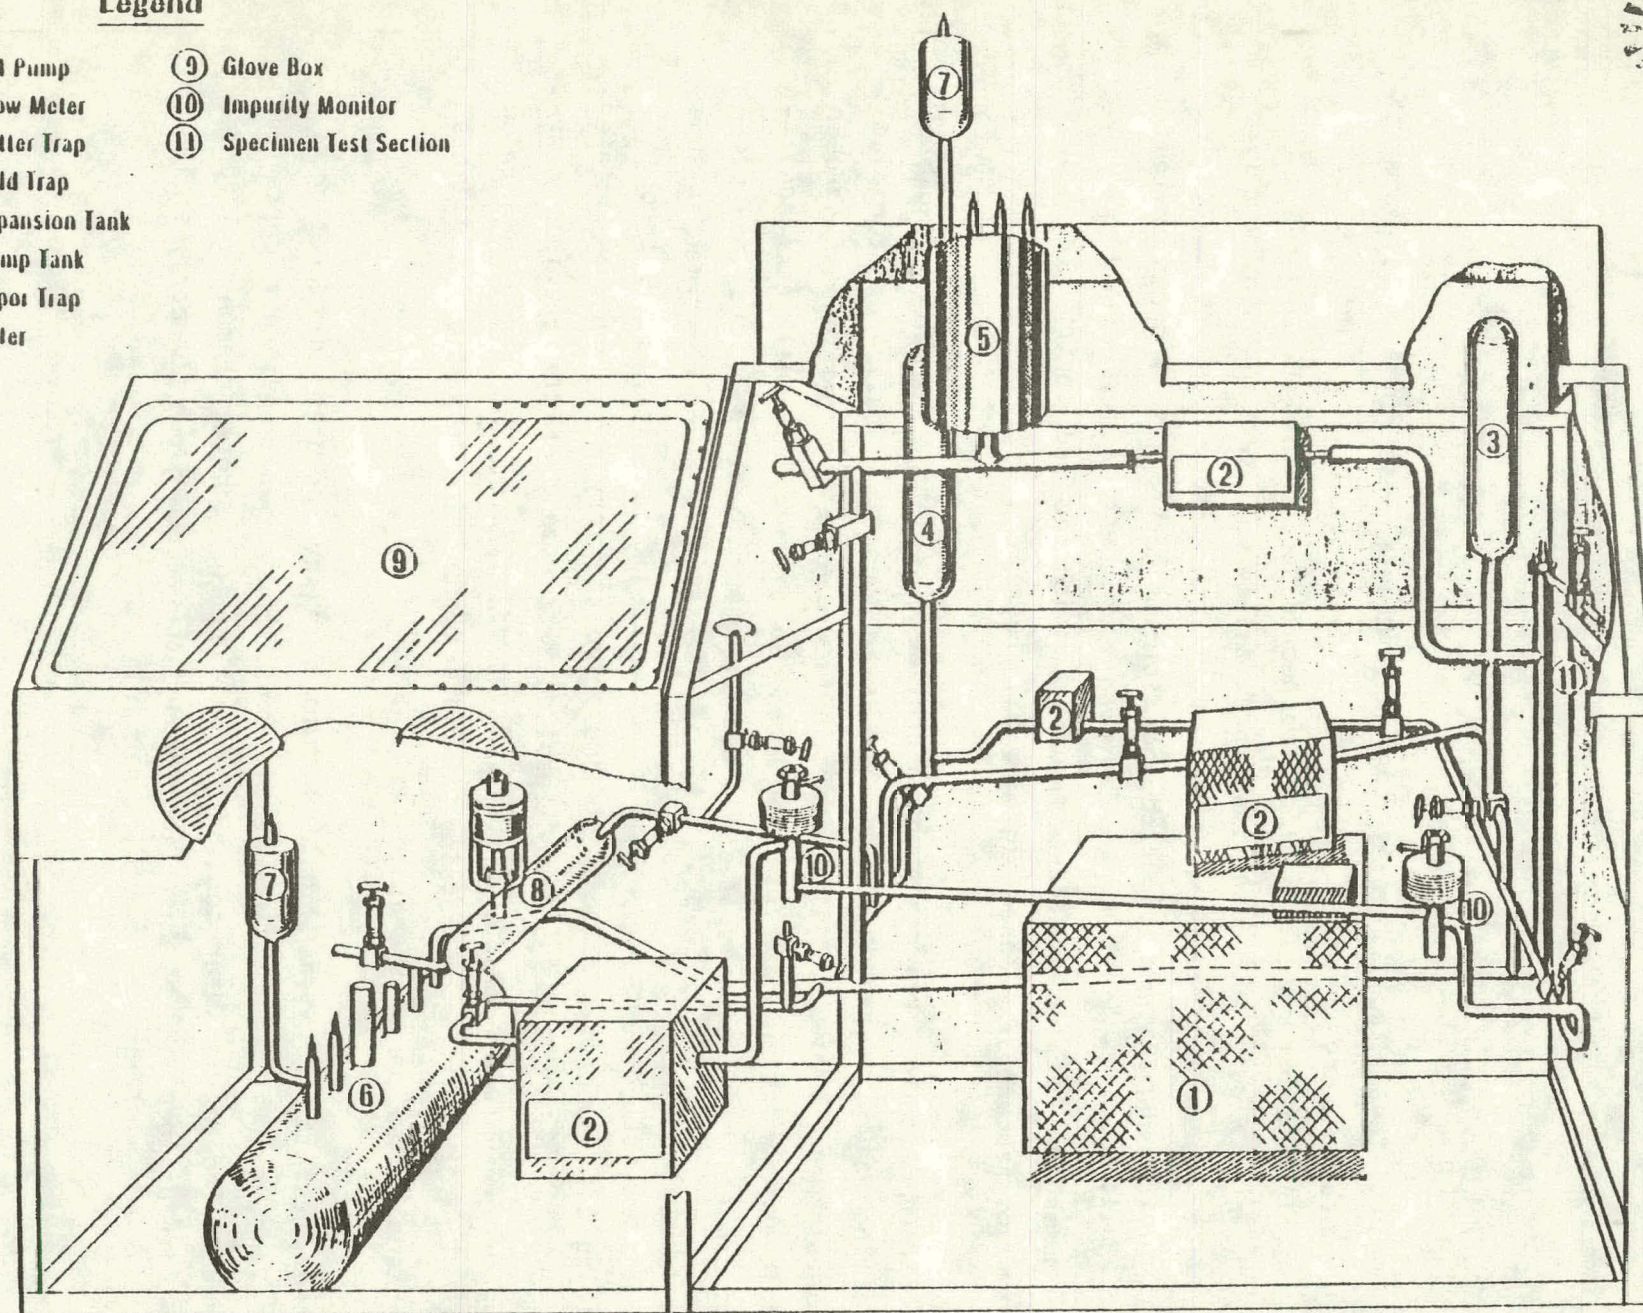 Legend
Pump
Meter
Trap
Trap
Tank
Tank
Trap
9 Glove Box
10 Impurity Monitor
11 Specimen Test Section
7
5
3
2
4
9
11
2
2
7
8
10
10
6
2
1